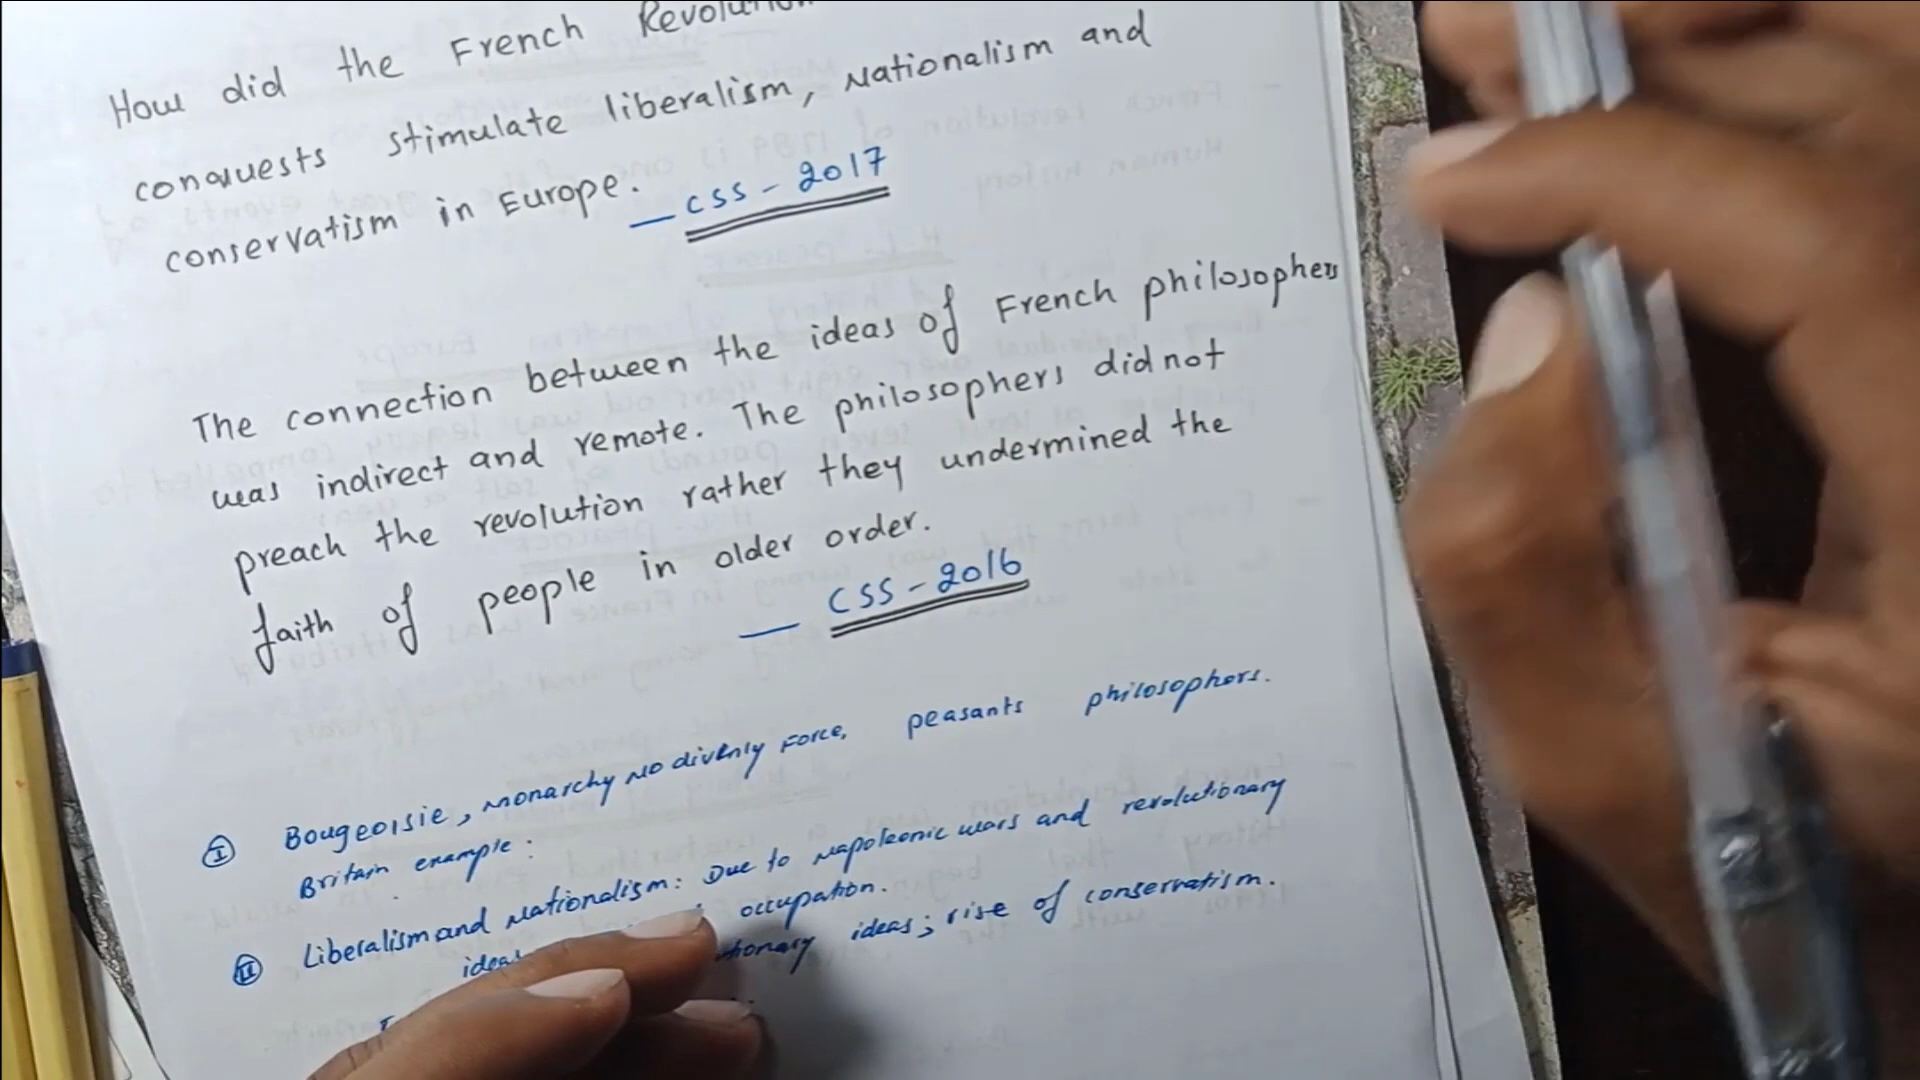 How did the French
conquests stimulate liberalism, Nationalism and
conservatism in Europe. — CSS - 2017
The connection between the ideas of French philosophers
was indirect and remote. The philosophers did not
preach the revolution rather they undermined the
faith of people in older order.
— CSS - 2016
I Bougeoisie, monarchy no divenly Force, peasants philosophers.
Britain example:
II Liberalism and Nationalism: Due to Napoleonic wars and revolutionary
occupation.
ideas; rise of conservatism.